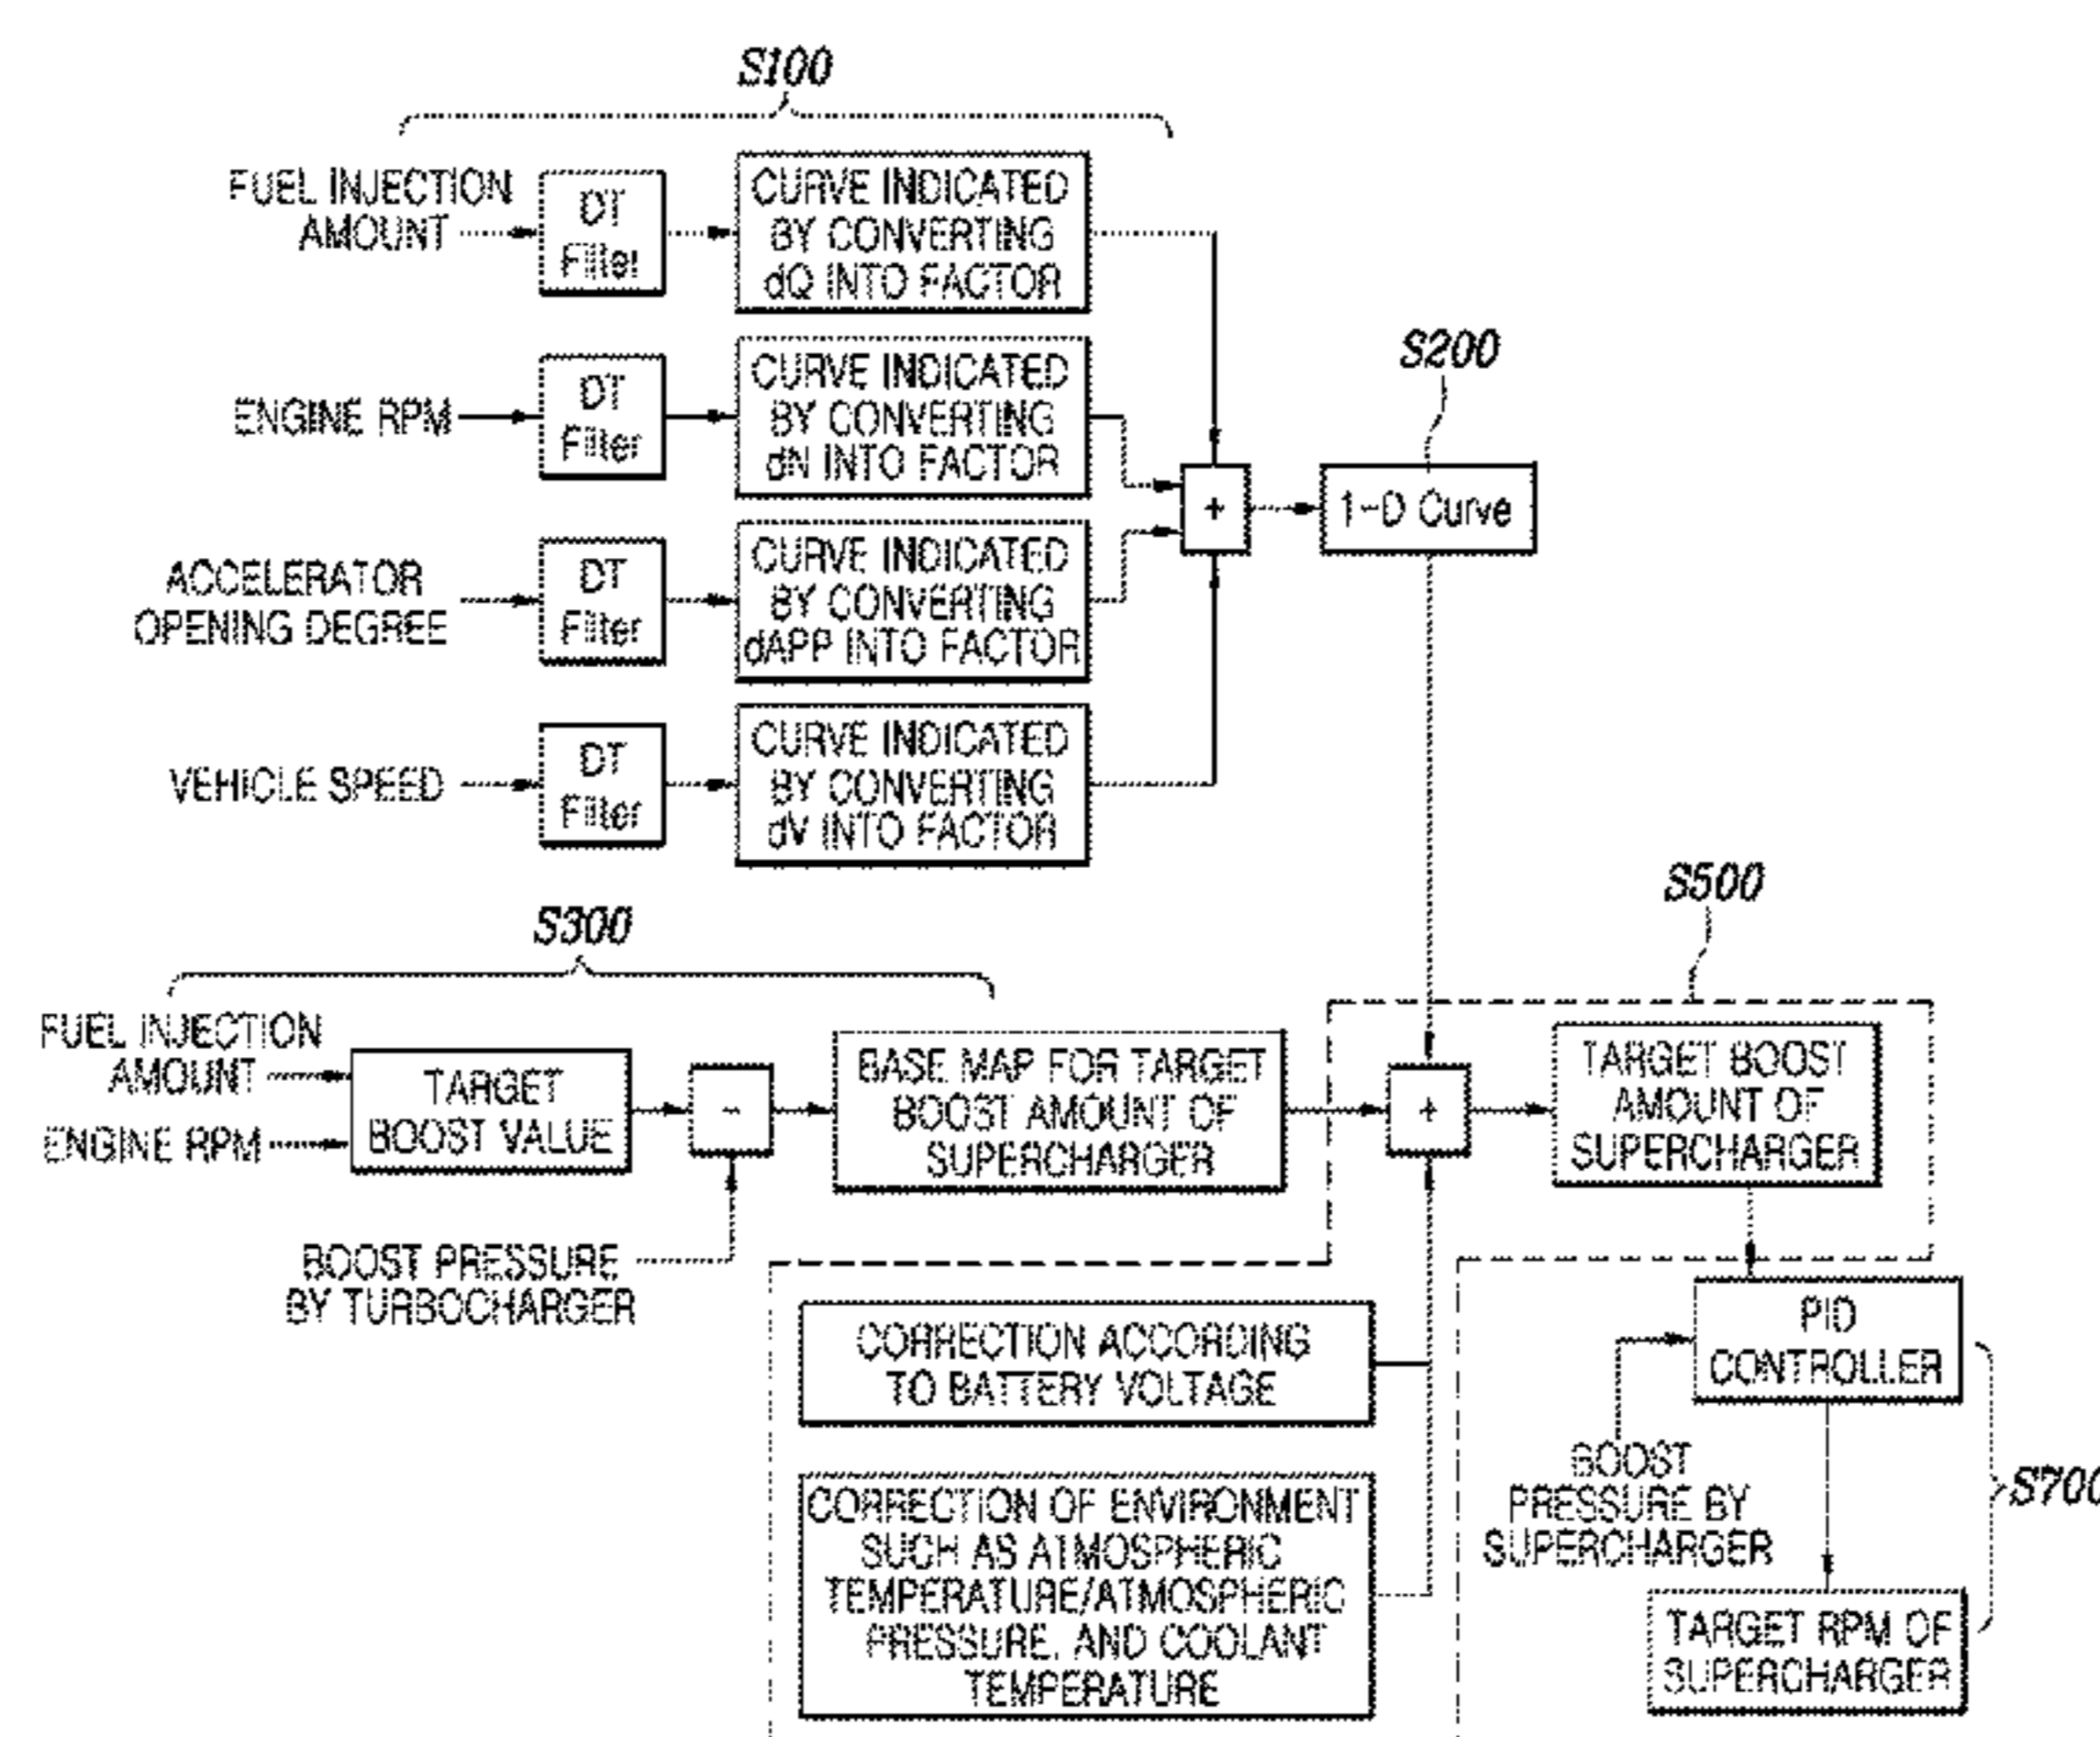 S100
FUEL INJECTION
AMOUNT
DT
Filter
CURVE INDICATED
BY CONVERTING
dQ INTO FACTOR
ENGINE RPM
DT
Filter
CURVE INDICATED
BY CONVERTING
dN INTO FACTOR
ACCELERATOR
OPENING DEGREE
DT
Filter
CURVE INDICATED
BY CONVERTING
dAPP INTO FACTOR
VEHICLE SPEED
DT
Filter
CURVE INDICATED
BY CONVERTING
dV INTO FACTOR
+
S200
1-D Curve
S300
FUEL INJECTION
AMOUNT
ENGINE RPM
TARGET
BOOST VALUE
-
BOOST PRESSURE
BY TURBOCHARGER
BASE MAP FOR TARGET
BOOST AMOUNT OF
SUPERCHARGER
+
S500
TARGET BOOST
AMOUNT OF
SUPERCHARGER
CORRECTION ACCORDING
TO BATTERY VOLTAGE
CORRECTION OF ENVIRONMENT
SUCH AS ATMOSPHERIC
TEMPERATURE/ATMOSPHERIC
PRESSURE, AND COOLANT
TEMPERATURE
PID
CONTROLLER
BOOST
PRESSURE BY
SUPERCHARGER
S700
TARGET RPM OF
SUPERCHARGER